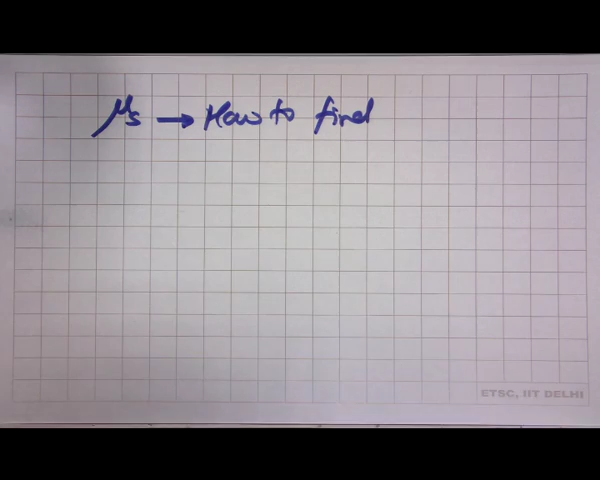 μs → How to find
ETSC, IIT DELHI